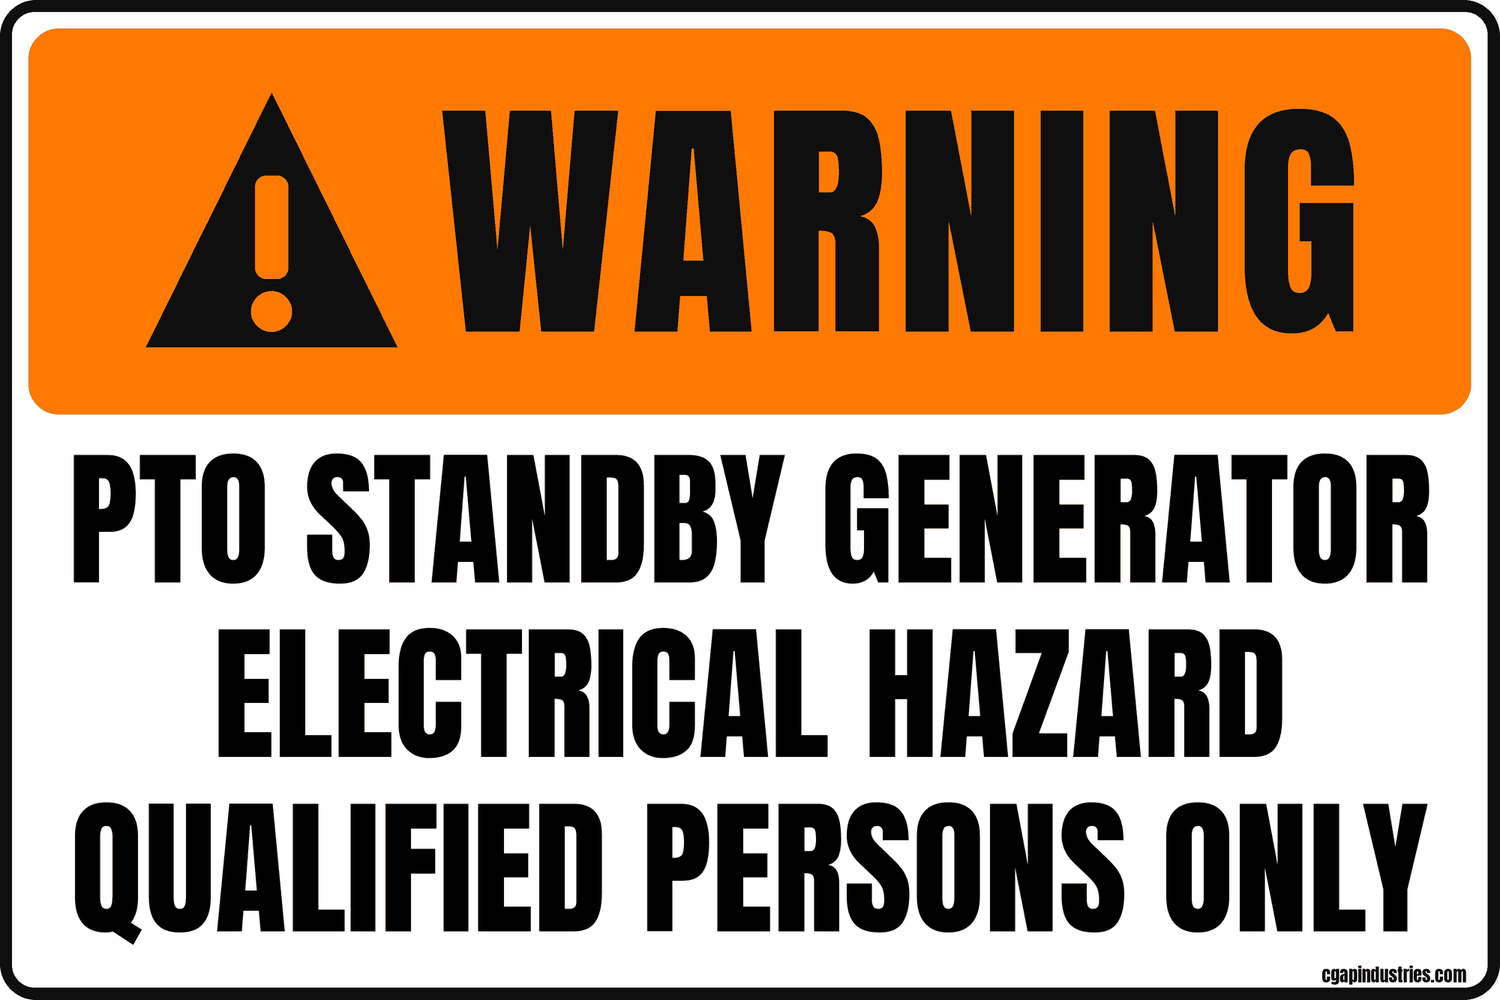 WARNING
PTO STANDBY GENERATOR
ELECTRICAL HAZARD
QUALIFIED PERSONS ONLY
cgapindustries.com